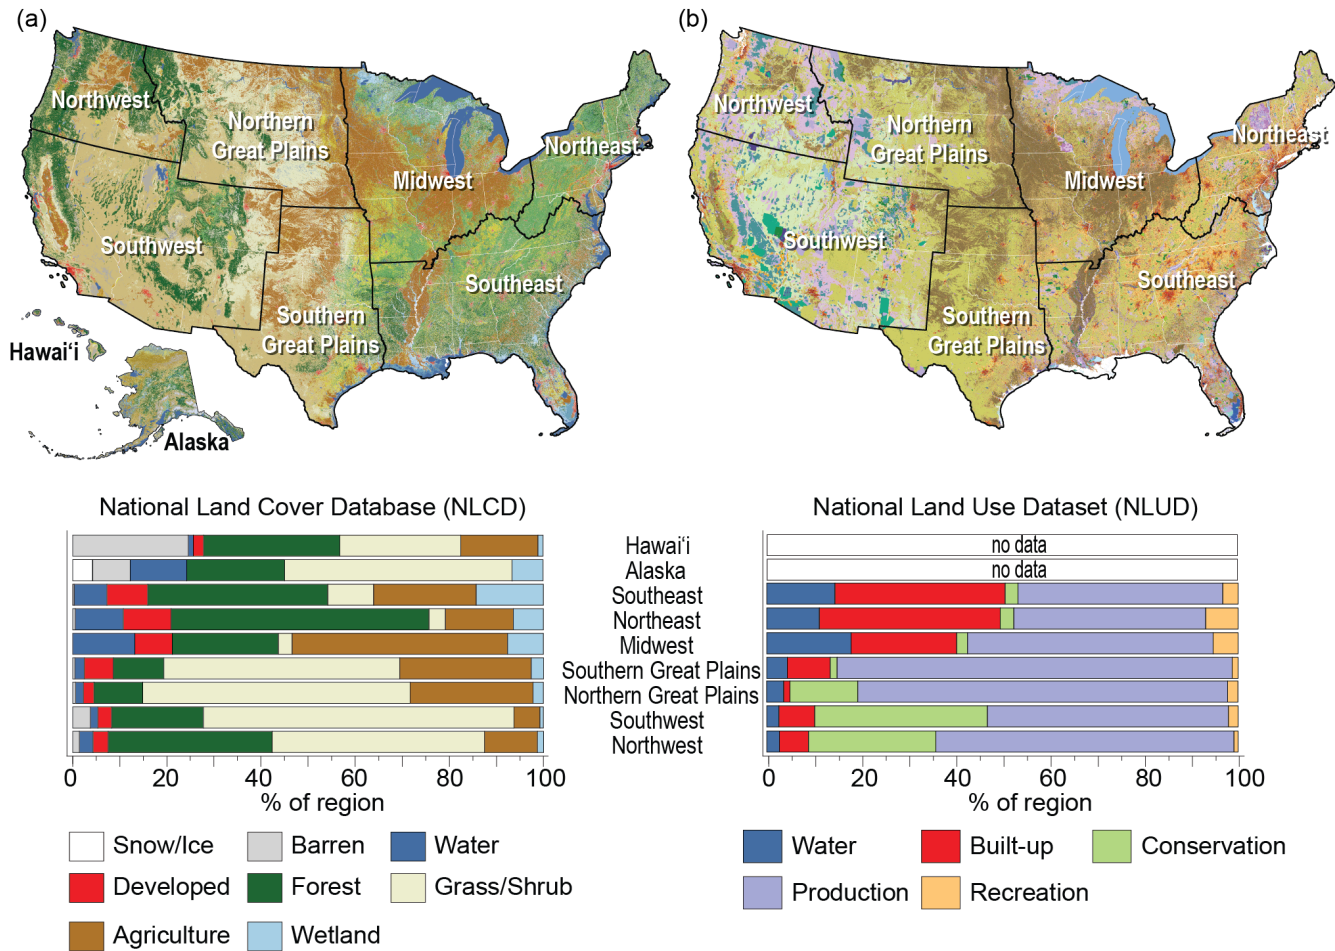 (a)
(b)
Northwest
Northern
Great Plains
Northeast
Midwest
Southwest
Southeast
Southern
Great Plains
Hawai‘i
Alaska
Northwest
Northern
Great Plains
Northeast
Midwest
Southwest
Southeast
Southern
Great Plains
National Land Cover Database (NLCD)
National Land Use Dataset (NLUD)
Hawai‘i
no data
Alaska
no data
Southeast
Northeast
Midwest
Southern Great Plains
Northern Great Plains
Southwest
Northwest
0 20 40 60 80 100
% of region
0 20 40 60 80 100
% of region
Snow/Ice Barren Water
Developed Forest Grass/Shrub
Agriculture Wetland
Water Built-up Conservation
Production Recreation